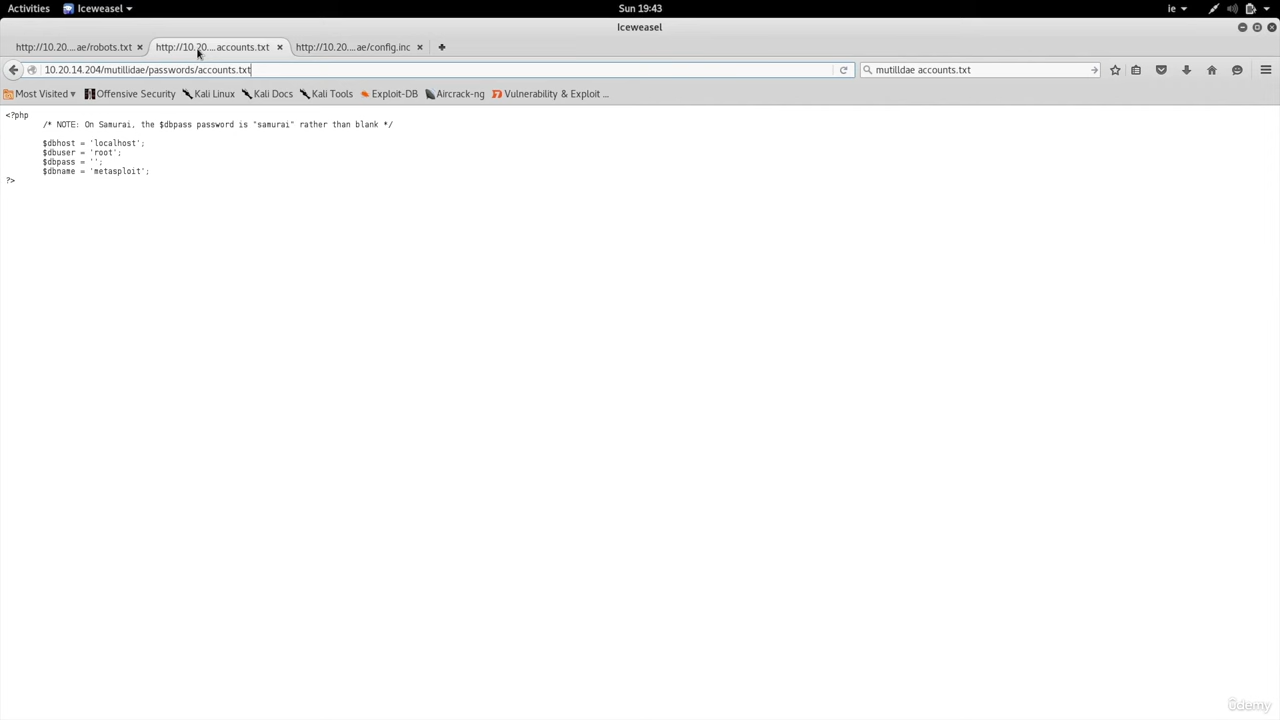 Activities Iceweasel Sun 19:43 ie
Iceweasel
http://10.20....ae/robots.txt http://10.20....accounts.txt http://10.20....ae/config.inc
10.20.14.204/mutillidae/passwords/accounts.txt mutilldae accounts.txt
Most Visited Offensive Security Kali Linux Kali Docs Kali Tools Exploit-DB Aircrack-ng Vulnerability & Exploit ...
<?php
/* NOTE: On Samurai, the $dbpass password is "samurai" rather than blank */
$dbhost = 'localhost';
$dbuser = 'root';
$dbpass = '';
$dbname = 'metasploit';
?>
ûdemy